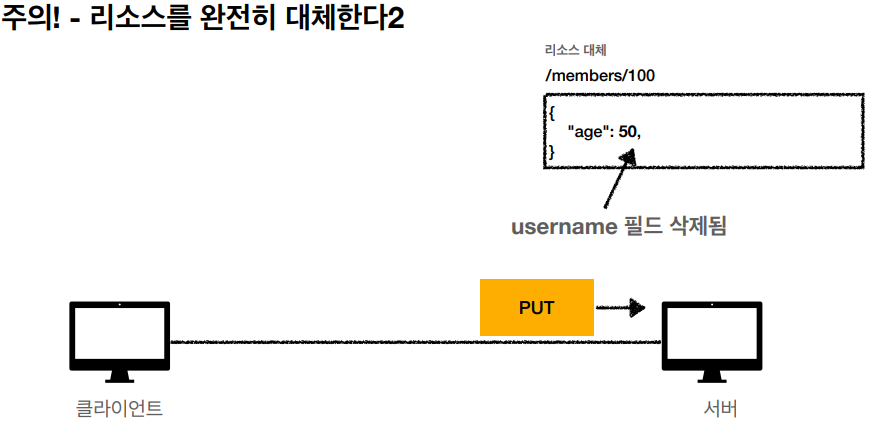 주의! - 리소스를 완전히 대체한다2
리소스 대체
/members/100
{
"age": 50,
}
username 필드 삭제됨
PUT
클라이언트
서버